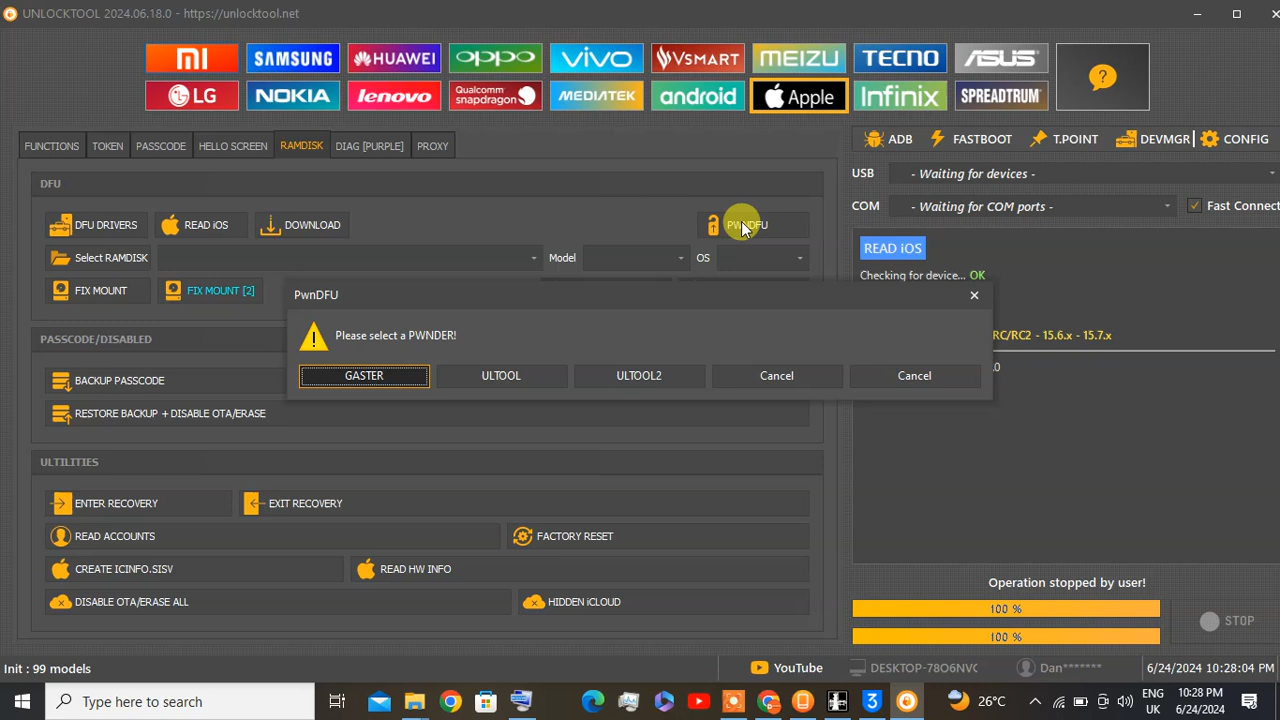 UNLOCKTOOL 2024.06.18.0 - https://unlocktool.net
mi SAMSUNG HUAWEI oppo vivo VSMART MEIZU TECNO ASUS ?
LG NOKIA lenovo Qualcomm snapdragon MEDIATEK android Apple Infinix SPREADTRUM
FUNCTIONS TOKEN PASSCODE HELLO SCREEN RAMDISK DIAG [PURPLE] PROXY
ADB FASTBOOT T.POINT DEVMGR CONFIG
DFU
USB - Waiting for devices -
COM - Waiting for COM ports - Fast Connect
DFU DRIVERS READ iOS DOWNLOAD PWNDFU
Select RAMDISK Model OS
FIX MOUNT FIX MOUNT [2]
READ iOS
Checking for device... OK
RC/RC2 - 15.6.x - 15.7.x
.0
PwnDFU
Please select a PWNDER!
GASTER ULTOOL ULTOOL2 Cancel Cancel
PASSCODE/DISABLED
BACKUP PASSCODE
RESTORE BACKUP + DISABLE OTA/ERASE
ULTILITIES
ENTER RECOVERY EXIT RECOVERY
READ ACCOUNTS FACTORY RESET
CREATE ICINFO.SISV READ HW INFO
DISABLE OTA/ERASE ALL HIDDEN iCLOUD
Operation stopped by user!
100 %
100 %
STOP
Init : 99 models
YouTube DESKTOP-78O6NVC Dan******* 6/24/2024 10:28:04 PM
Type here to search
3
26°C
ENG
UK
10:28 PM
6/24/2024